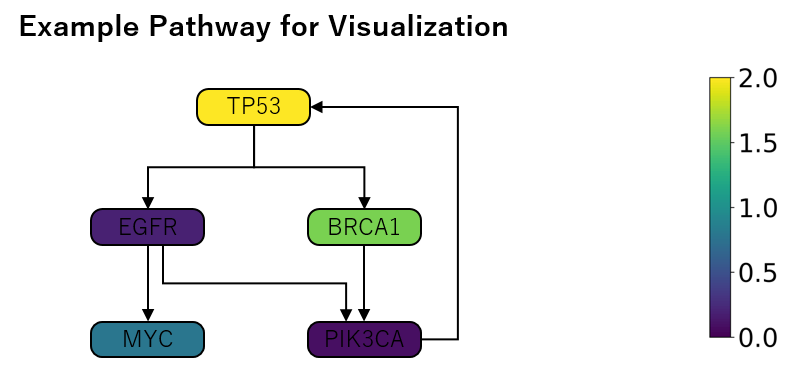 Example Pathway for Visualization
TP53
EGFR
BRCA1
MYC
PIK3CA
2.0
1.5
1.0
0.5
0.0